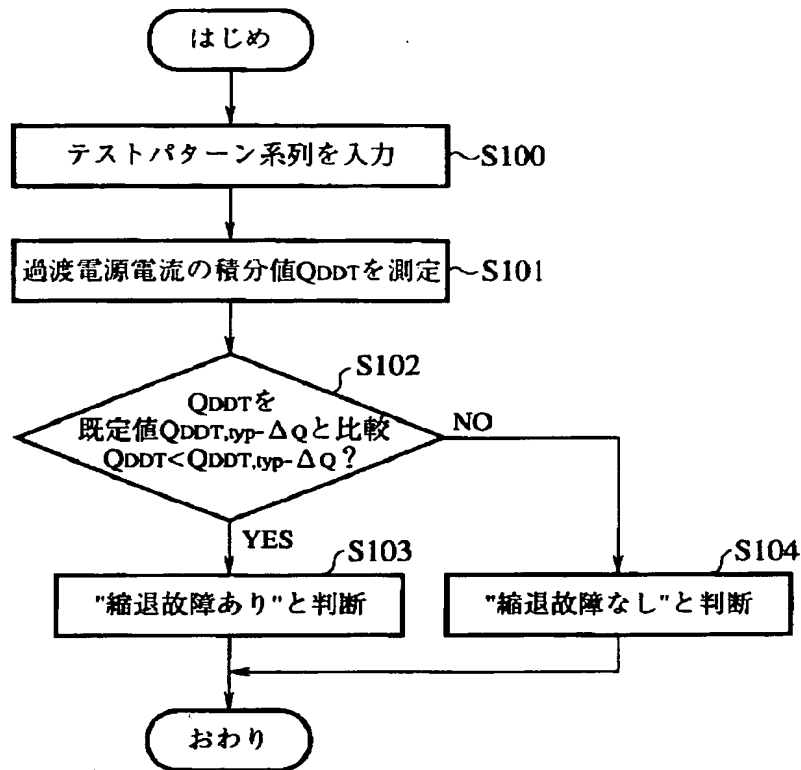 はじめ
テストパターン系列を入力
S100
過渡電源電流の積分値QDDTを測定
S101
S102
QDDTを
既定値QDDT,typ-ΔQと比較
QDDT<QDDT,typ-ΔQ?
NO
YES
S103
"縮退故障あり"と判断
S104
"縮退故障なし"と判断
おわり